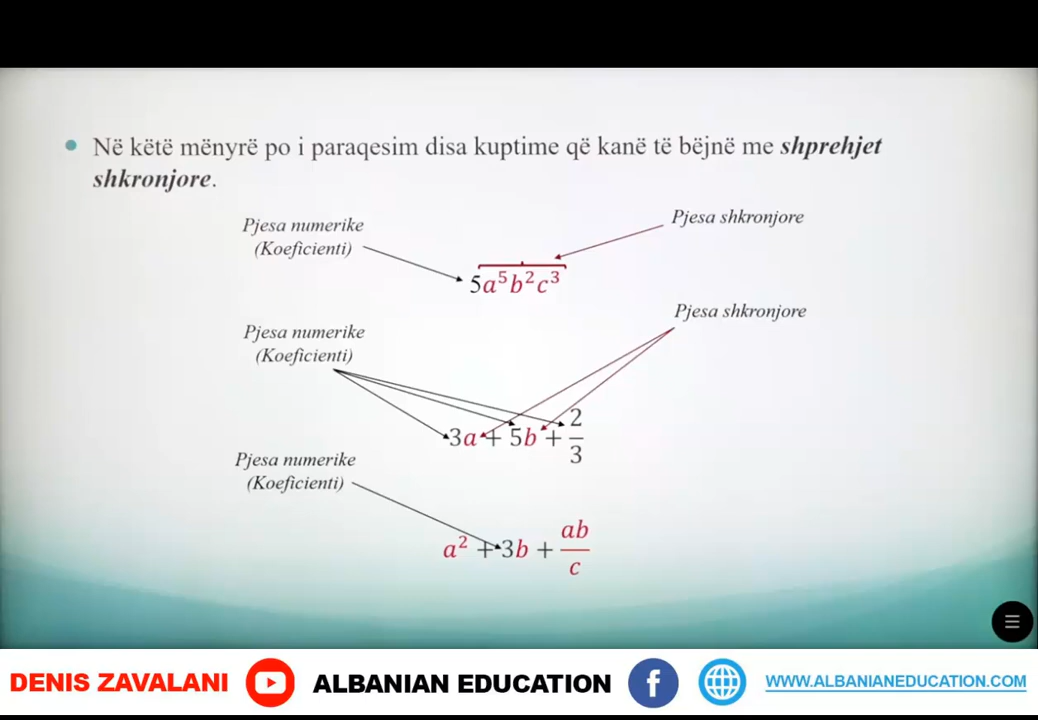 Në këtë mënyrë po i paraqesim disa kuptime që kanë të bëjnë me shprehjet
shkronjore.
Pjesa numerike
(Koeficienti)
Pjesa shkronjore
5a⁵b²c³
Pjesa numerike
(Koeficienti)
Pjesa shkronjore
3a + 5b + 2/3
Pjesa numerike
(Koeficienti)
a² + 3b + ab/c
DENIS ZAVALANI
ALBANIAN EDUCATION
f
WWW.ALBANIANEDUCATION.COM